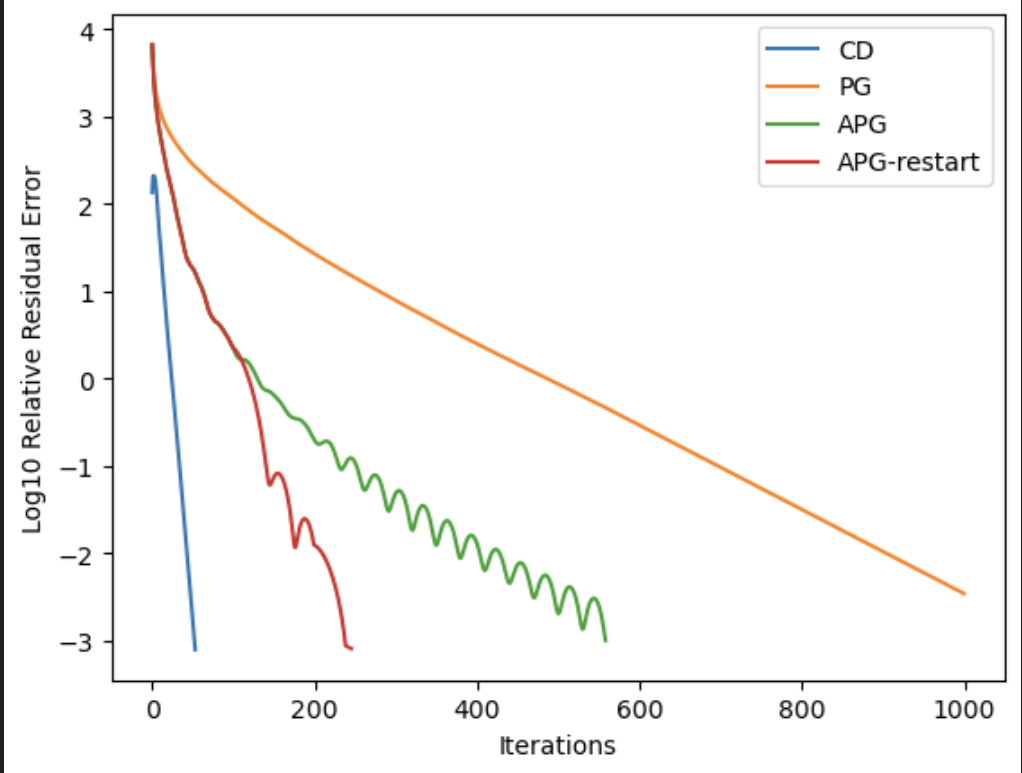 4
3
2
1
0
−1
−2
−3
Log10 Relative Residual Error
CD
PG
APG
APG-restart
0 200 400 600 800 1000
Iterations